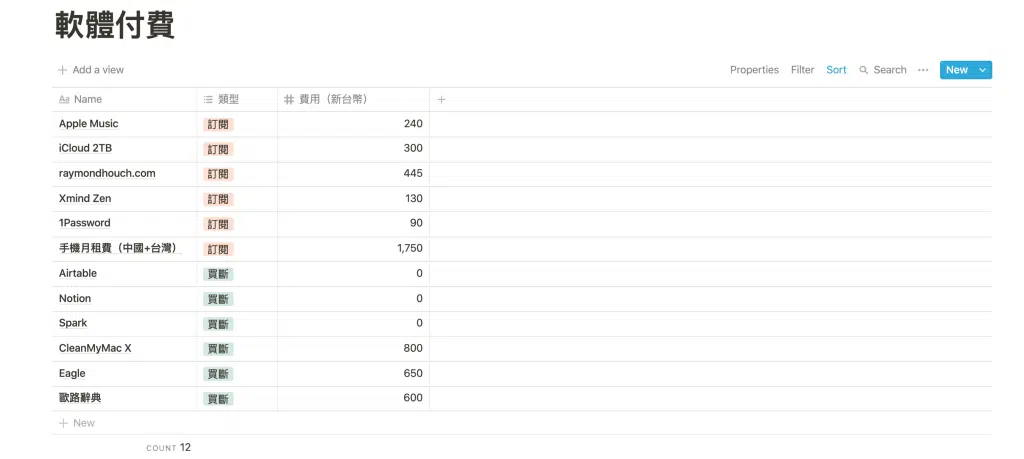 軟體付費
Add a view Properties Filter Sort Search ··· New
Name 類型 費用（新台幣）
Apple Music 訂閱 240
iCloud 2TB 訂閱 300
raymondhouch.com 訂閱 445
Xmind Zen 訂閱 130
1Password 訂閱 90
手機月租費（中國+台灣） 訂閱 1,750
Airtable 買斷 0
Notion 買斷 0
Spark 買斷 0
CleanMyMac X 買斷 800
Eagle 買斷 650
歐路辭典 買斷 600
New
COUNT 12